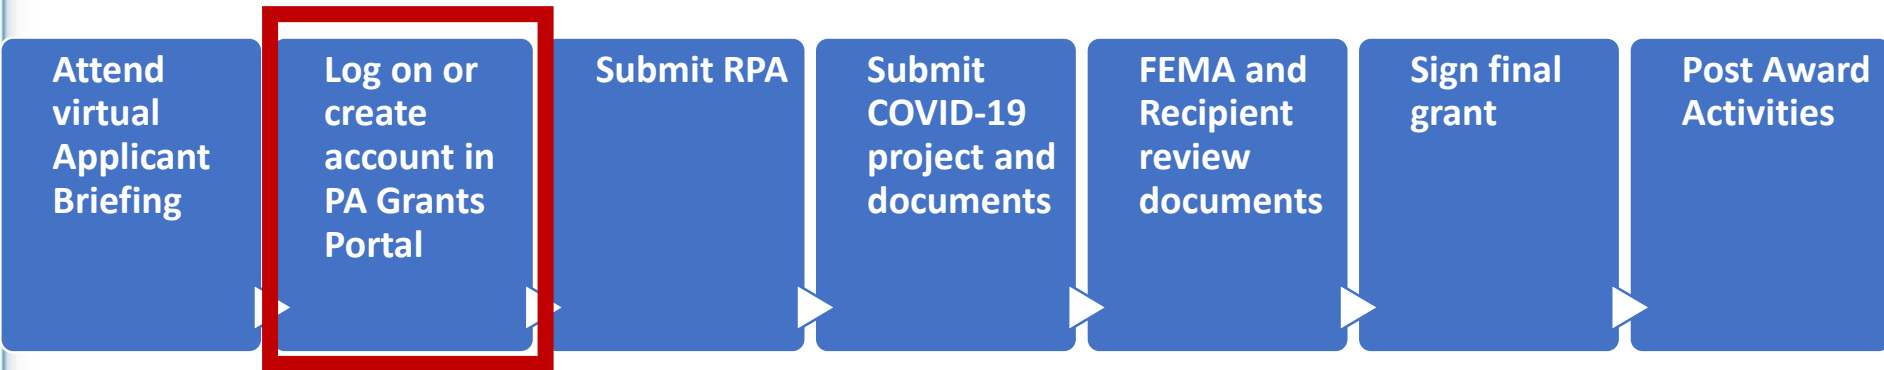 Attend
virtual
Applicant
Briefing
Log on or
create
account in
PA Grants
Portal
Submit RPA
Submit
COVID-19
project and
documents
FEMA and
Recipient
review
documents
Sign final
grant
Post Award
Activities